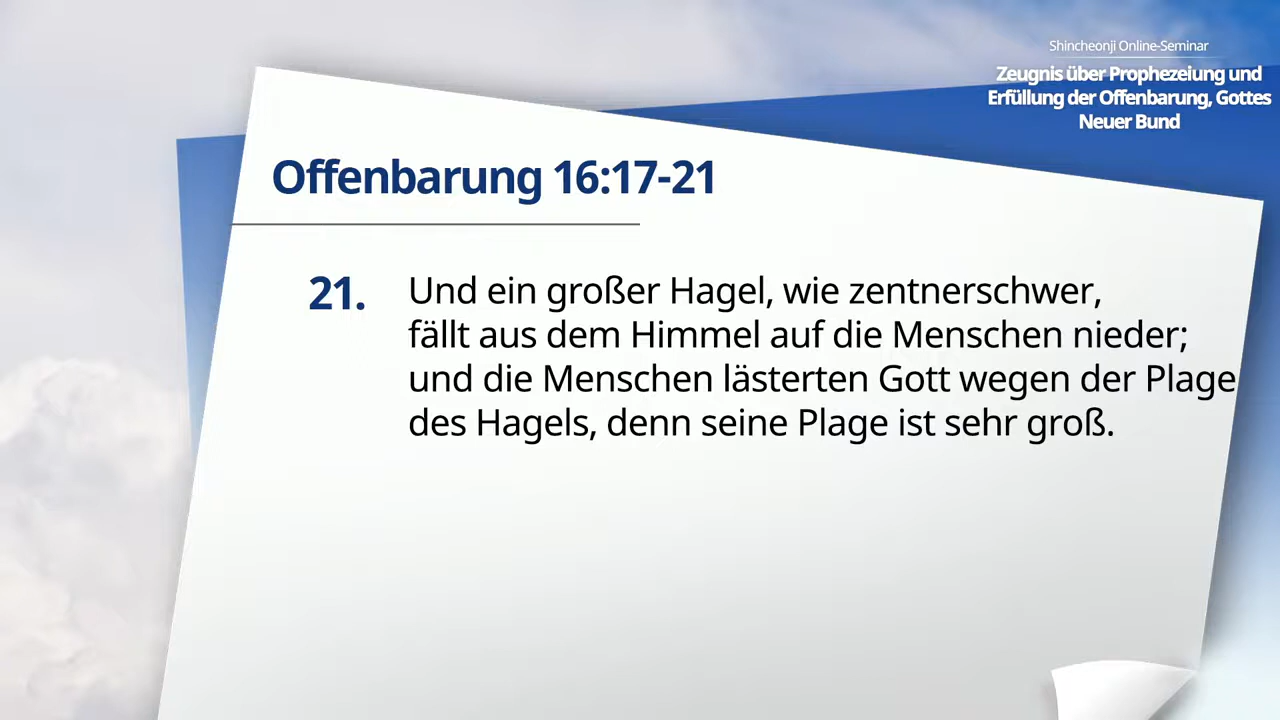 Shincheonji Online-Seminar
Zeugnis über Prophezeiung und
Erfüllung der Offenbarung, Gottes
Neuer Bund
Offenbarung 16:17-21
21. Und ein großer Hagel, wie zentnerschwer,
fällt aus dem Himmel auf die Menschen nieder;
und die Menschen lästerten Gott wegen der Plage
des Hagels, denn seine Plage ist sehr groß.